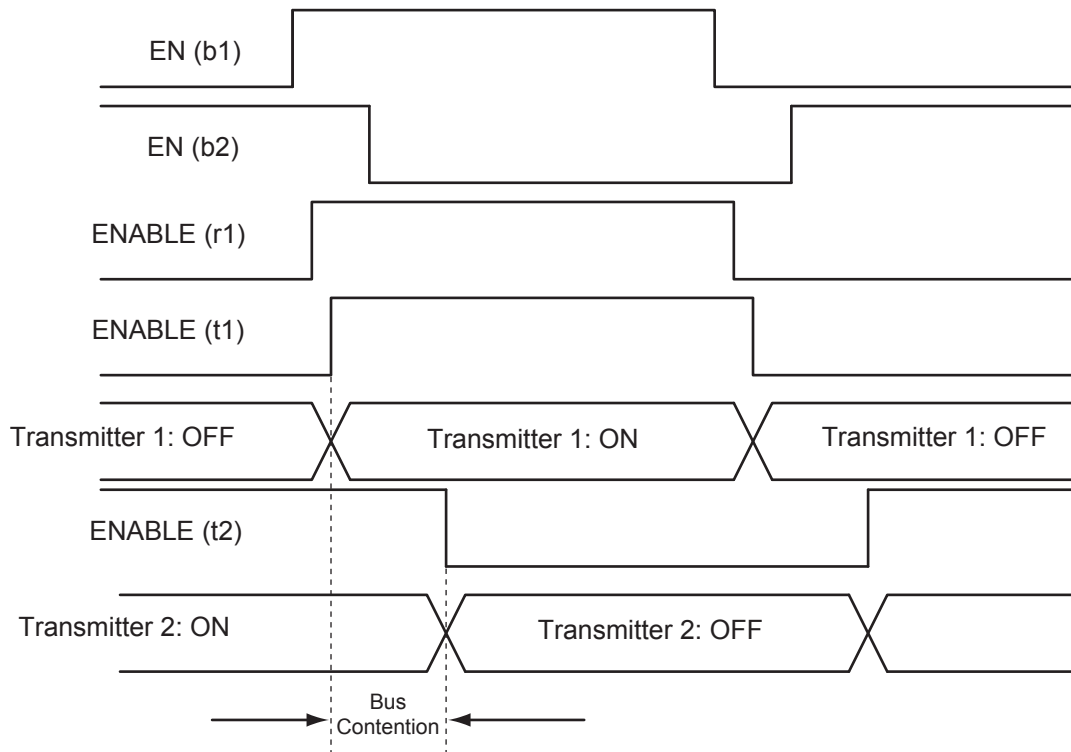 EN (b1)
EN (b2)
ENABLE (r1)
ENABLE (t1)
Transmitter 1: OFF
Transmitter 1: ON
Transmitter 1: OFF
ENABLE (t2)
Transmitter 2: ON
Transmitter 2: OFF
Bus
Contention